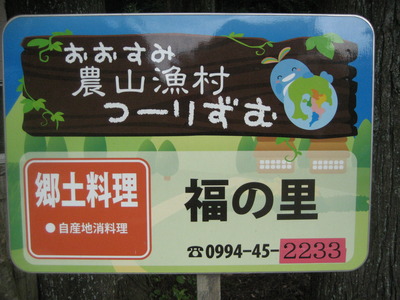 おおすみ
農山漁村
つーりずむ
郷土料理
●自産地消料理
福の里
☎0994-45-2233